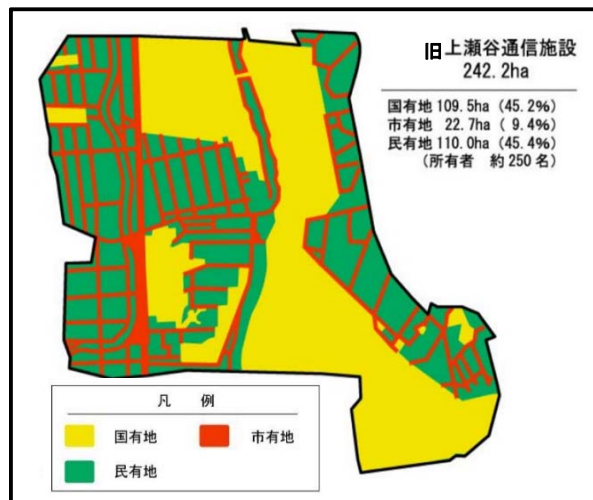 旧上瀬谷通信施設
242.2ha
国有地 109.5ha (45.2%)
市有地 22.7ha ( 9.4%)
民有地 110.0ha (45.4%)
(所有者 約250名)
凡 例
国有地 市有地
民有地